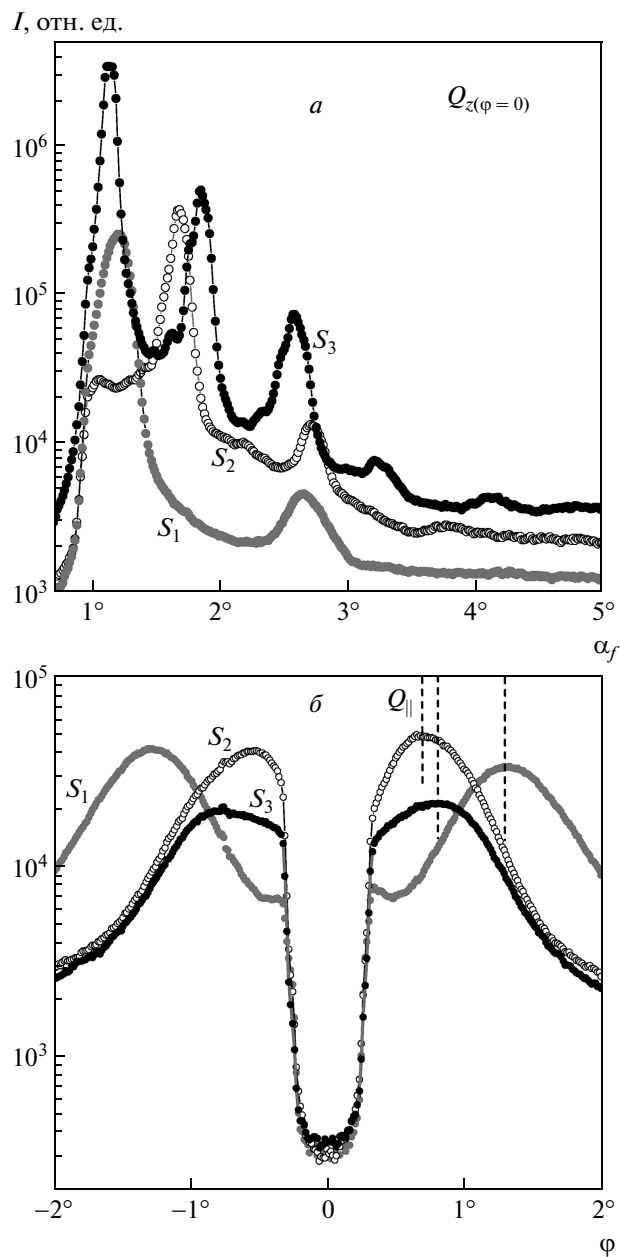 I, отн. ед.
а
Q_{z(φ = 0)}
10^6
10^5
S_3
10^4
S_2
S_1
10^3
1° 2° 3° 4° 5°
α_f
10^5
б
Q_{||}
S_2
S_1
S_3
10^4
10^3
−2° −1° 0 1° 2°
φ